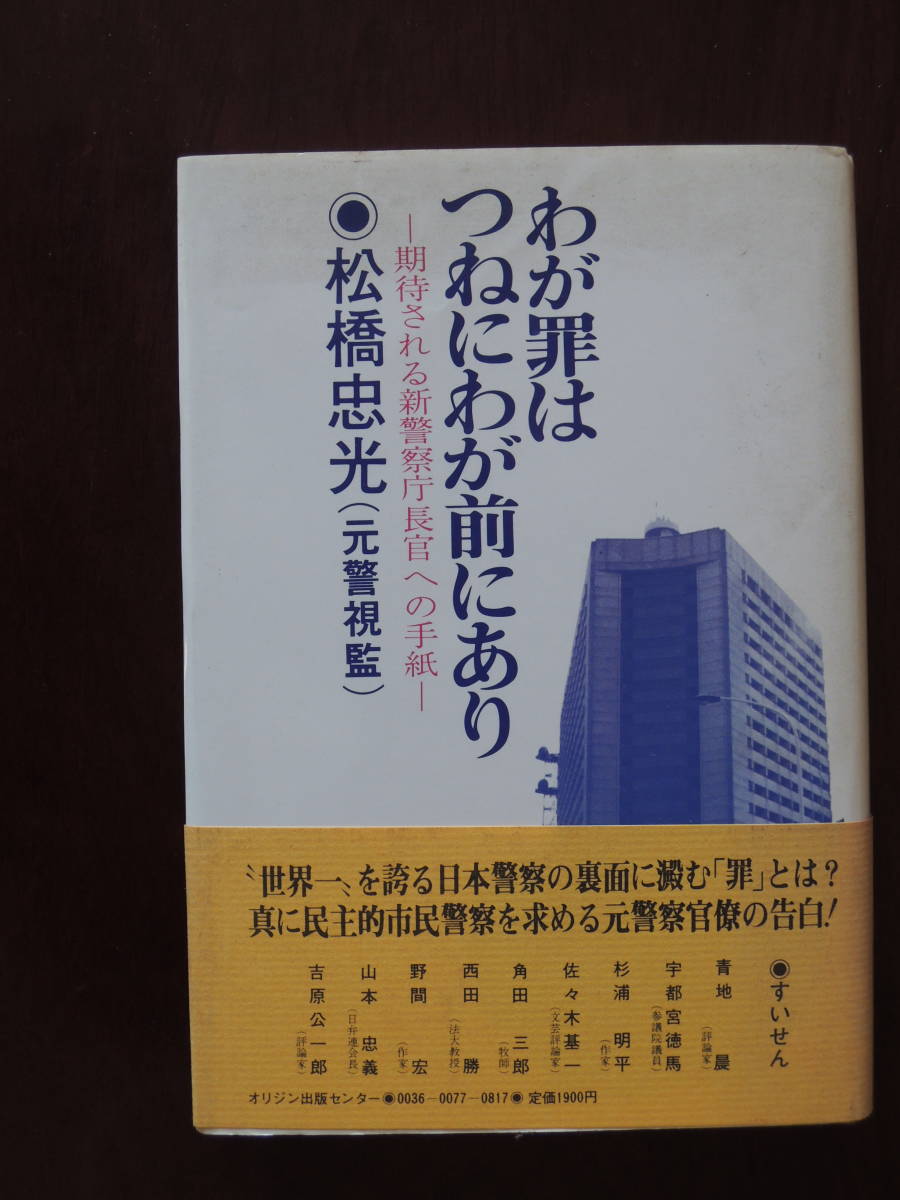 わが罪は
つねにわが前にあり
―期待される新警察庁長官への手紙―
◉松橋忠光(元警視監)
〝世界一〟を誇る日本警察の裏面に澱む「罪」とは?
真に民主的市民警察を求める元警察官僚の告白!
◉すいせん
青地 晨(評論家)
宇都宮徳馬(参議院議員)
杉浦 明平(作家)
佐々木基一(文芸評論家)
角田 三郎(牧師)
西田 勝(法大教授)
野間 宏(作家)
山本 忠義(日弁連会長)
吉原公一郎(評論家)
オリジン出版センター◉0036-0077-0817◉定価1900円